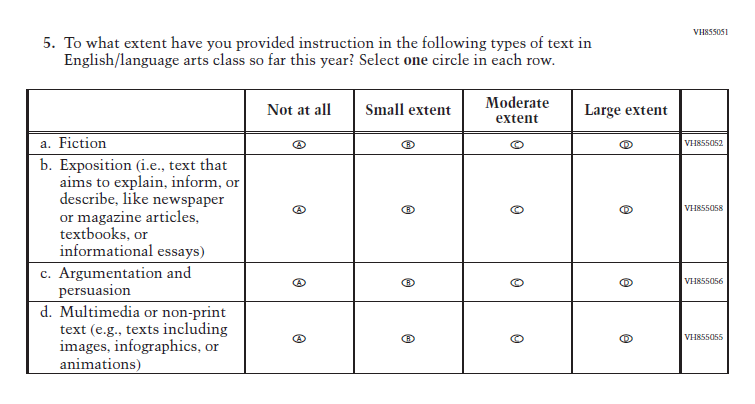 VH855051
5. To what extent have you provided instruction in the following types of text in
English/language arts class so far this year? Select one circle in each row.
Not at all Small extent Moderate extent Large extent
a. Fiction A B C D VH855052
b. Exposition (i.e., text that
aims to explain, inform, or
describe, like newspaper
or magazine articles,
textbooks, or
informational essays)
A B C D VH855058
c. Argumentation and
persuasion
A B C D VH855056
d. Multimedia or non-print
text (e.g., texts including
images, infographics, or
animations)
A B C D VH855055